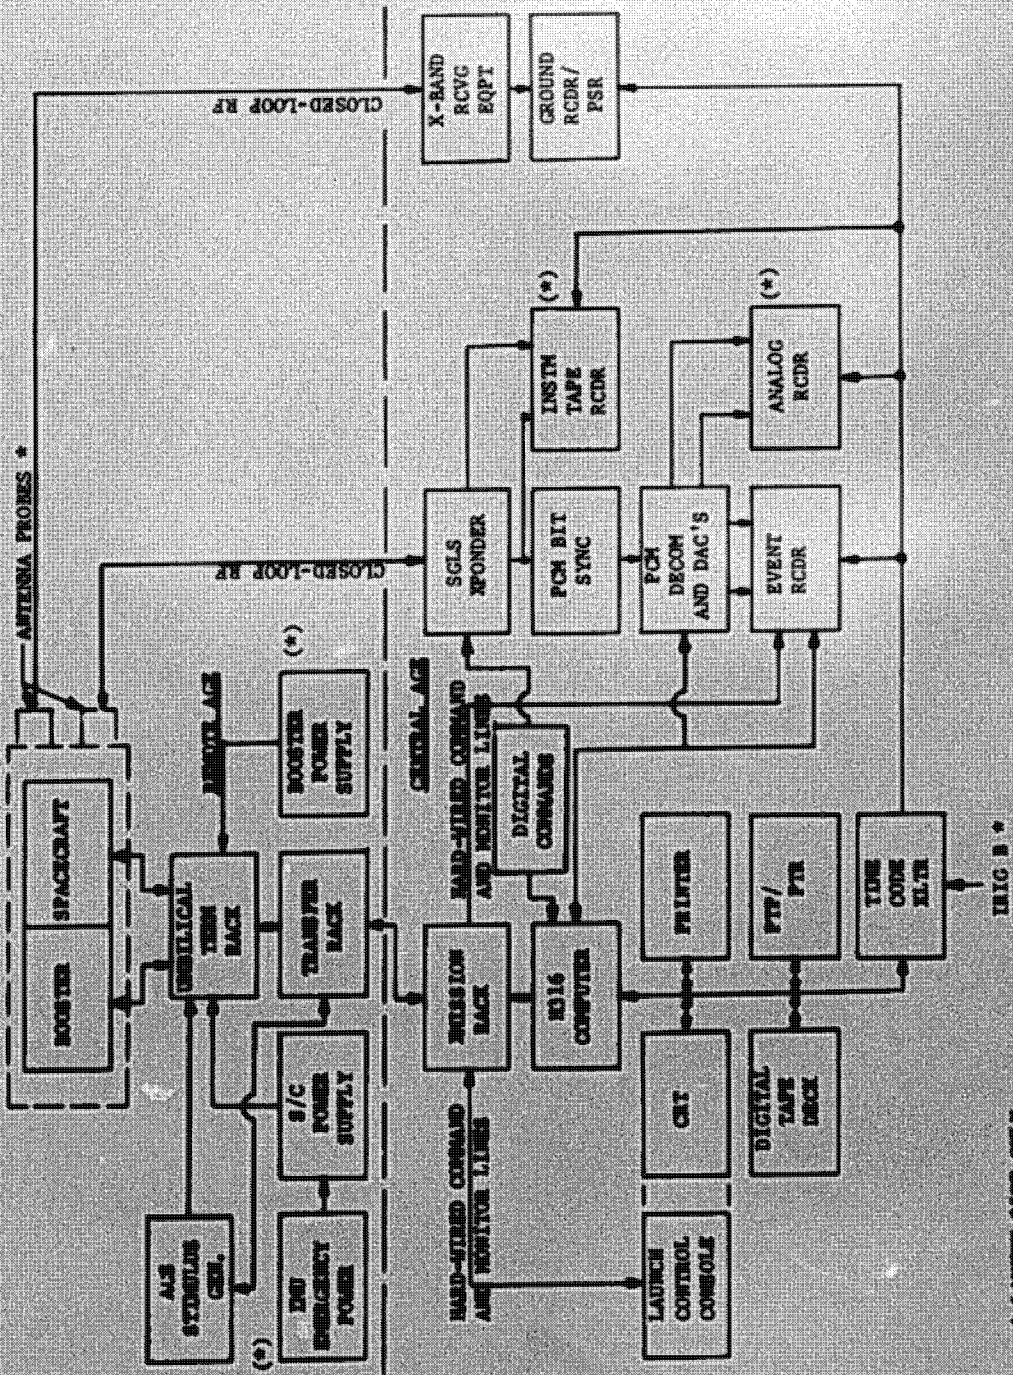 ANTENNA PROBES *
SPACECRAFT
BOOSTER
CLOSED-LOOP RF
CLOSED-LOOP RF
REMOTE AGE
UMBILICAL
TERM
RACK
BOOSTER
POWER
SUPPLY
(*)
TRANSFER
RACK
A&E
STIMULUS
GEN.
S/C
POWER
SUPPLY
IMU
EMERGENCY
POWER
(*)
CENTRAL AGE
X-BAND
RCVG
EQPT
GROUND
RCDR/
PSR
SGLS
XPONDER
PCM BIT
SYNC
INSTM
TAPE
RCDR
(*)
PCM
DECOM
AND DAC'S
ANALOG
RCDR
(*)
EVENT
RCDR
HARD-WIRED COMMAND
AND MONITOR LINES
DIGITAL
COMMANDS
RACK
H316
COMPUTER
PRINTER
PTP/
PTR
TIME
CODE
XLTR
IRIG B *
HARD-WIRED COMMAND
AND MONITOR LINES
CRT
DIGITAL
TAPE
DECK
LAUNCH
CONTROL
CONSOLE